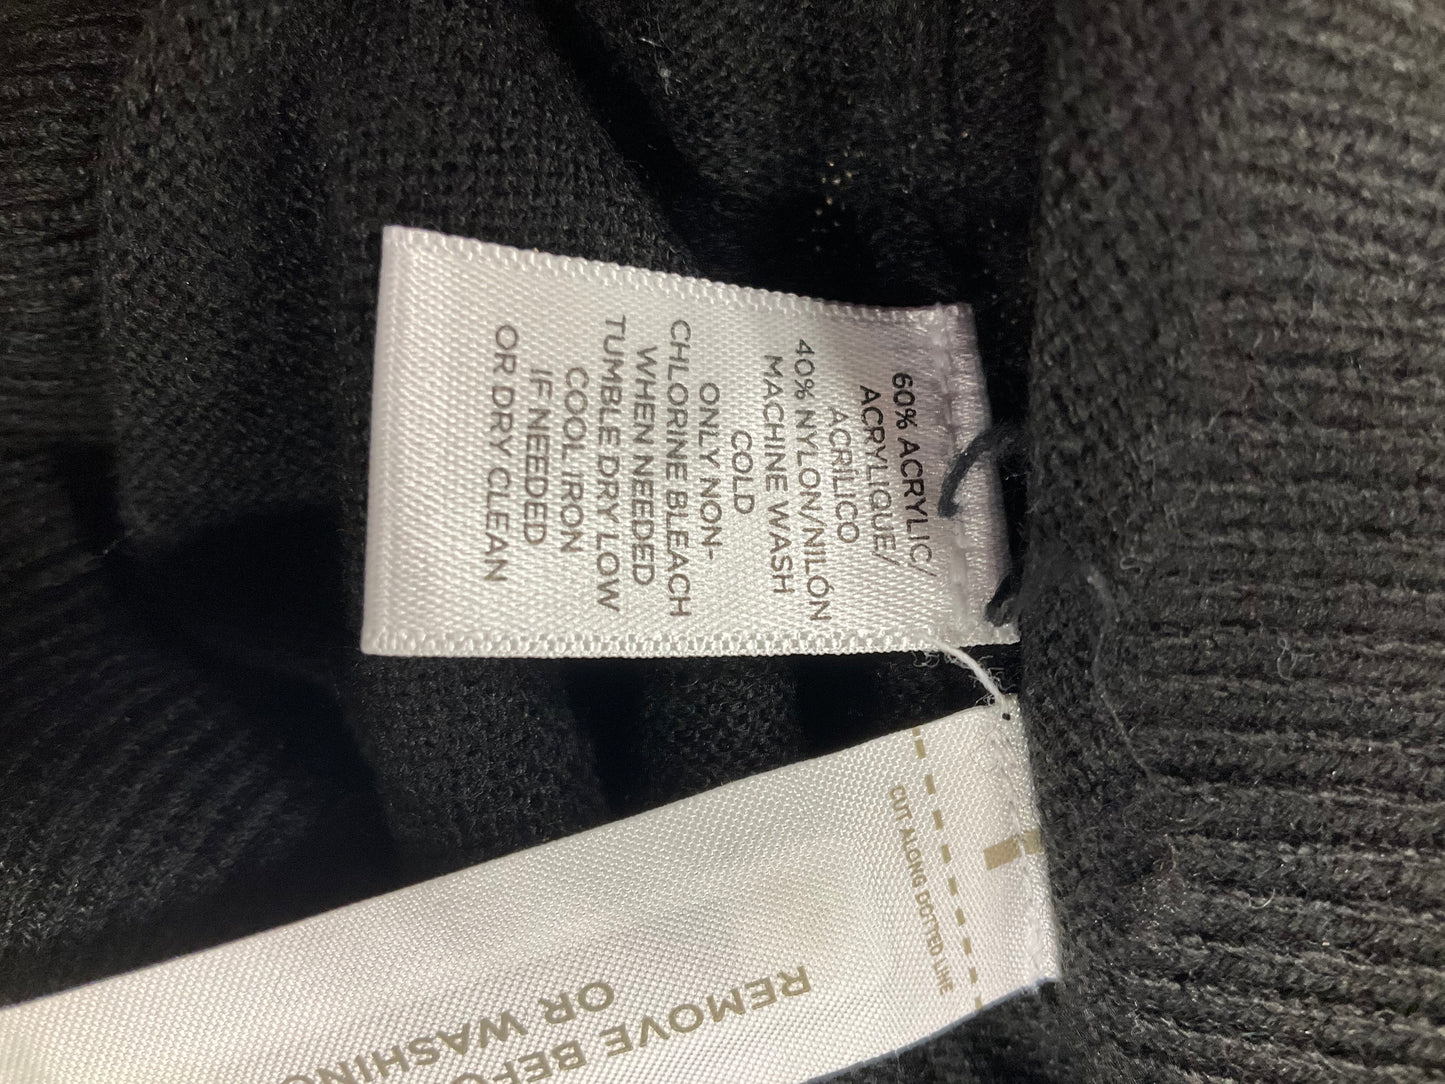 60% ACRYLIC/
ACRYLIQUE/
ACRÍLICO
40% NYLON/NILÓN
MACHINE WASH
COLD
ONLY NON-
CHLORINE BLEACH
WHEN NEEDED
TUMBLE DRY LOW
COOL IRON
IF NEEDED
OR DRY CLEAN
CUT ALONG DOTTED LINE
REMOVE BEFO
OR WASHIN